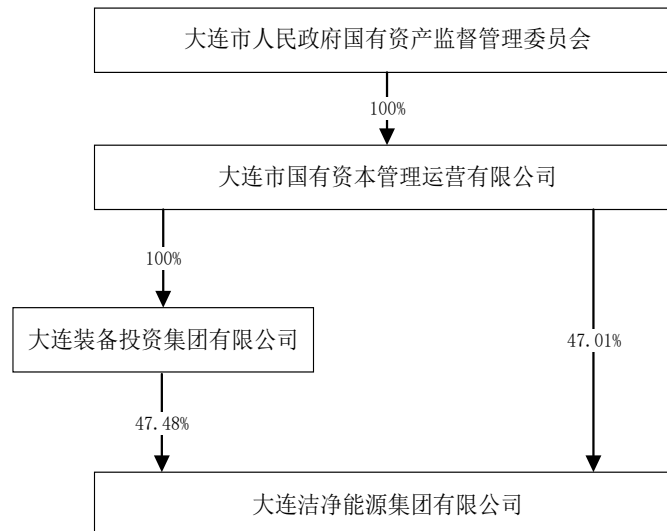 大连市人民政府国有资产监督管理委员会
100%
大连市国有资本管理运营有限公司
100%
大连装备投资集团有限公司
47.01%
47.48%
大连洁净能源集团有限公司